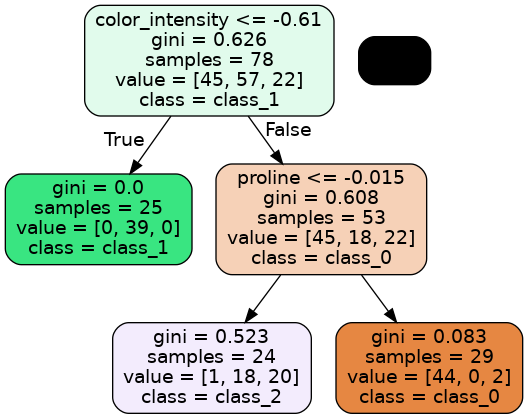 color_intensity <= -0.61
gini = 0.626
samples = 78
value = [45, 57, 22]
class = class_1
True
False
gini = 0.0
samples = 25
value = [0, 39, 0]
class = class_1
proline <= -0.015
gini = 0.608
samples = 53
value = [45, 18, 22]
class = class_0
gini = 0.523
samples = 24
value = [1, 18, 20]
class = class_2
gini = 0.083
samples = 29
value = [44, 0, 2]
class = class_0